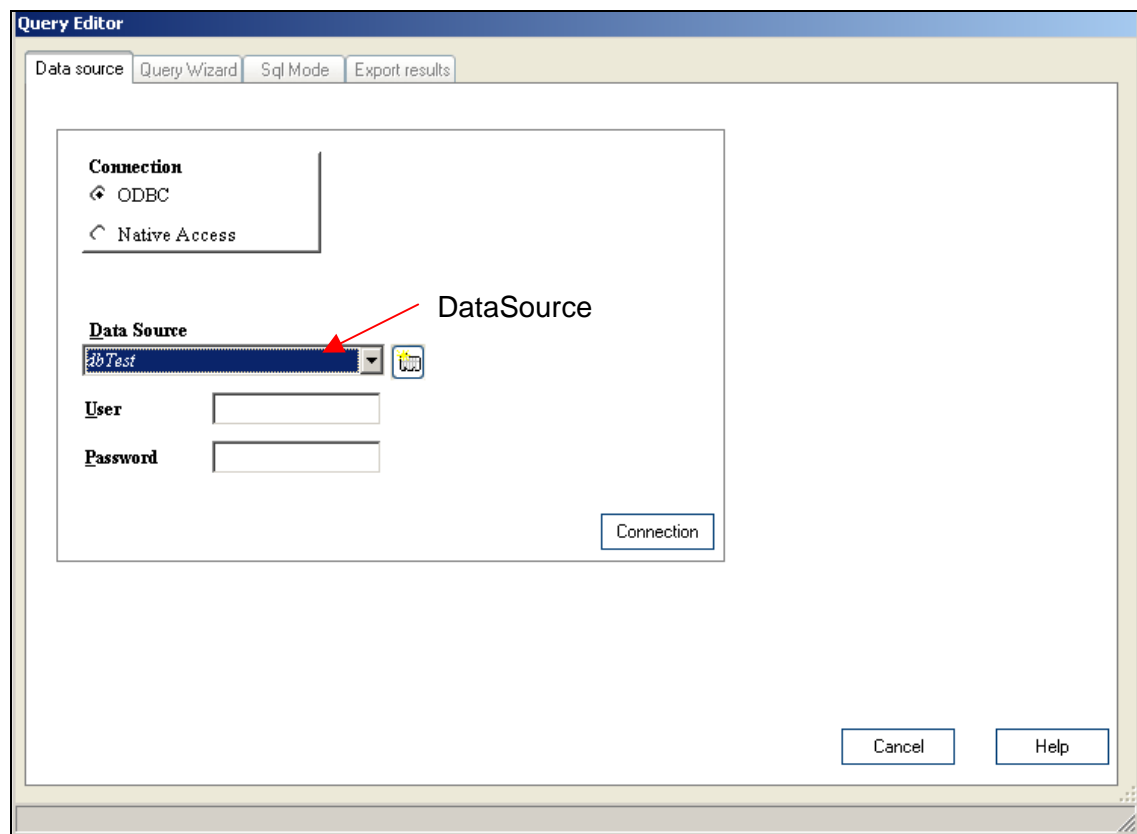 Query Editor
Data source Query Wizard Sql Mode Export results
Connection
ODBC
Native Access
DataSource
Data Source
dbTest
User
Password
Connection
Cancel Help